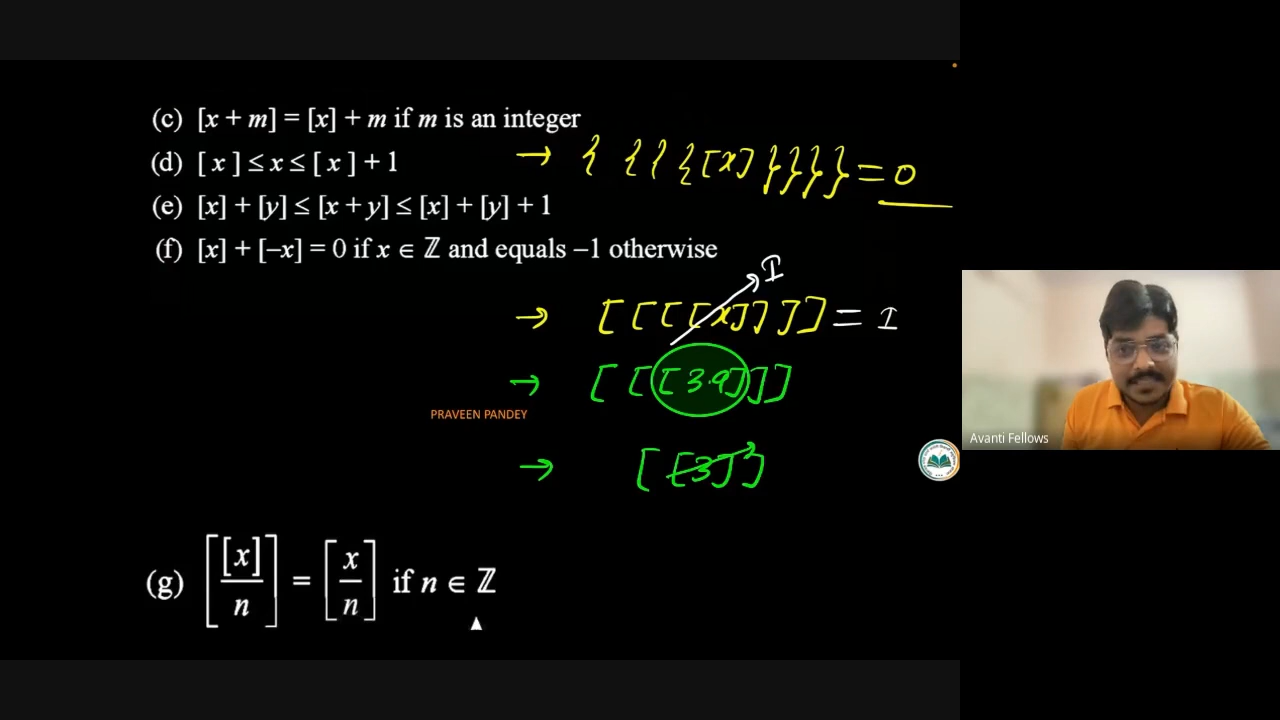 (c) [x + m] = [x] + m if m is an integer
(d) [ x ] ≤ x ≤ [ x ] + 1
→ { { { { [x] } } } } = 0
(e) [x] + [y] ≤ [x + y] ≤ [x] + [y] + 1
(f) [x] + [–x] = 0 if x ∈ ℤ and equals –1 otherwise
I
→ [ [ [ [ x ] ] ] ] = I
→ [ [ [ 3.9 ] ] ]
PRAVEEN PANDEY
Avanti Fellows
→ [ [3] ]
(g) [[x]/n] = [x/n] if n ∈ ℤ